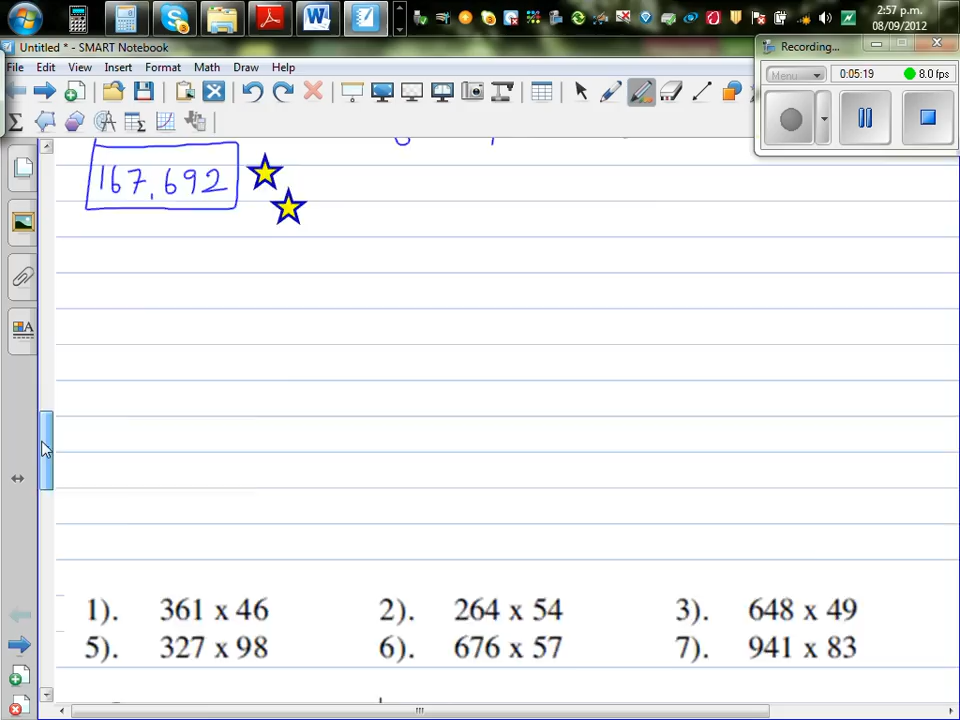 2:57 p.m.
08/09/2012
Untitled * - SMART Notebook
Recording...
File Edit View Insert Format Math Draw Help
Menu
0:05:19
8.0 fps
167,692
1). 361 x 46 2). 264 x 54 3). 648 x 49
5). 327 x 98 6). 676 x 57 7). 941 x 83